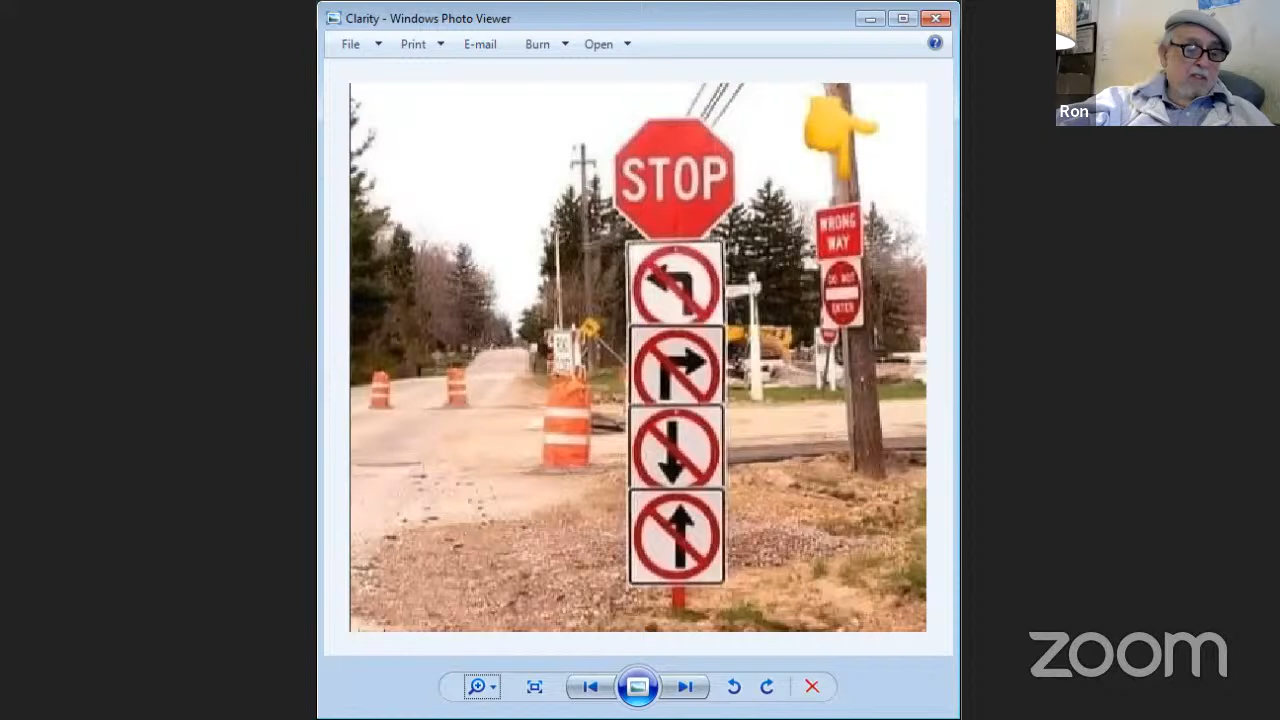 Clarity - Windows Photo Viewer
File
Print
E-mail
Burn
Open
Ron
STOP
WRONG
WAY
DO NOT
ENTER
zoom